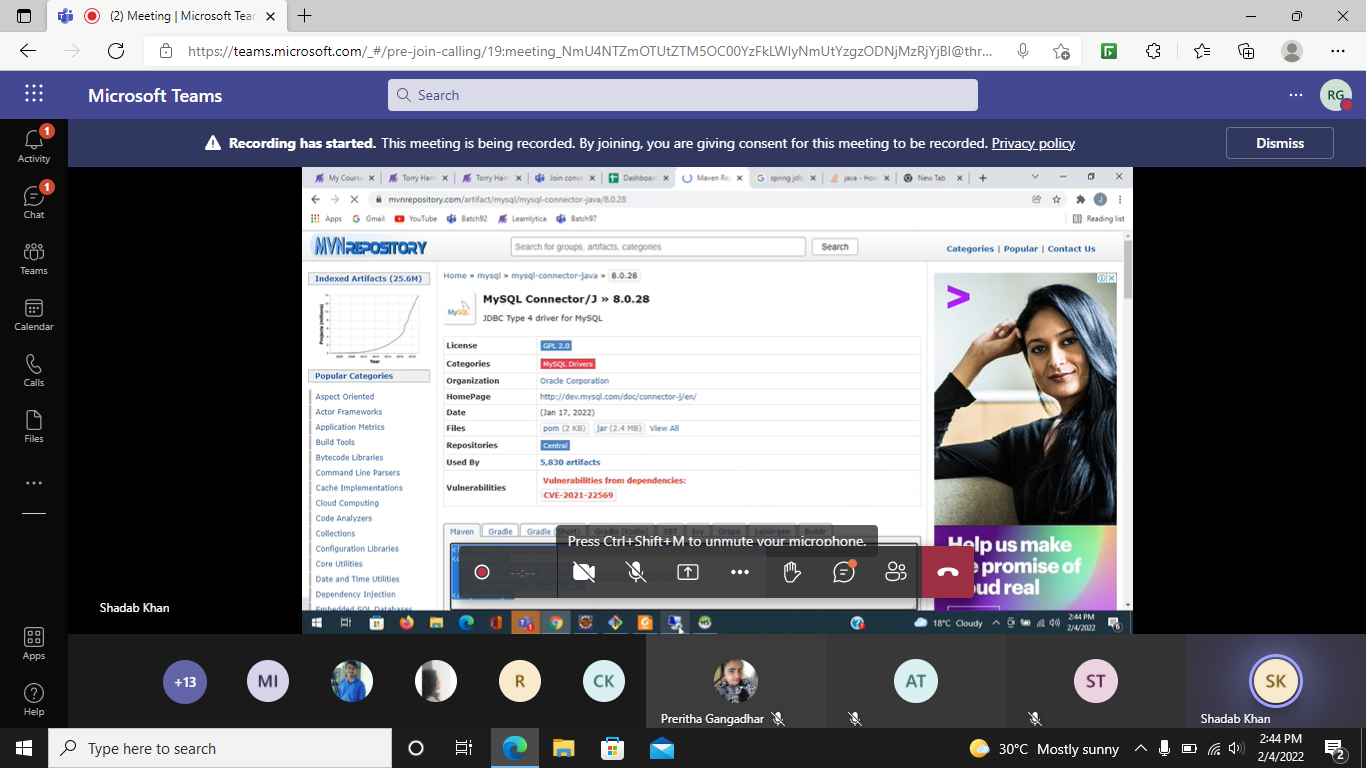 (2) Meeting | Microsoft Tear
https://teams.microsoft.com/_#/pre-join-calling/19:meeting_NmU4NTZmOTUtZTM5OC00YzFkLWIyNmUtYzgzODNjMzRjYjBl@thr...
Microsoft Teams
Search
RG
Recording has started. This meeting is being recorded. By joining, you are giving consent for this meeting to be recorded. Privacy policy
Dismiss
1
Activity
1
Chat
Teams
Calendar
Calls
Files
Apps
Help
My Course
Torry Harr
Torry Harr
Join conve
Dashboard
Maven Re
spring jdb
java - How
New Tab
mvnrepository.com/artifact/mysql/mysql-connector-java/8.0.28
Apps
Gmail
YouTube
Batch92
Learnlytica
Batch97
Reading list
MVNREPOSITORY
Search for groups, artifacts, categories
Search
Categories | Popular | Contact Us
Indexed Artifacts (25.6M)
Projects (millions)
Year
Popular Categories
Aspect Oriented
Actor Frameworks
Application Metrics
Build Tools
Bytecode Libraries
Command Line Parsers
Cache Implementations
Cloud Computing
Code Analyzers
Collections
Configuration Libraries
Core Utilities
Date and Time Utilities
Dependency Injection
Embedded SQL Databases
Home » mysql » mysql-connector-java » 8.0.28
MySQL
MySQL Connector/J » 8.0.28
JDBC Type 4 driver for MySQL
License GPL 2.0
Categories MySQL Drivers
Organization Oracle Corporation
HomePage http://dev.mysql.com/doc/connector-j/en/
Date (Jan 17, 2022)
Files pom (2 KB) jar (2.4 MB) View All
Repositories Central
Used By 5,830 artifacts
Vulnerabilities Vulnerabilities from dependencies:
CVE-2021-22569
Maven Gradle Gradle (Short) Gradle (Kotlin) SBT Ivy Grape Leiningen Buildr
Press Ctrl+Shift+M to unmute your microphone.
--:--
Help us make
promise of
oud real
18°C Cloudy
2:44 PM
2/4/2022
6
Shadab Khan
+13
MI
R
CK
Preritha Gangadhar
AT
ST
SK
Shadab Khan
Type here to search
30°C Mostly sunny
2:44 PM
2/4/2022
2